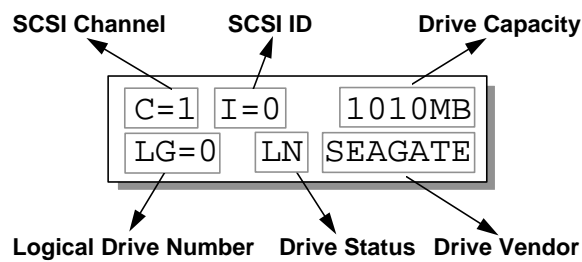 SCSI Channel SCSI ID Drive Capacity
C=1 I=0 1010MB
LG=0 LN SEAGATE
Logical Drive Number Drive Status Drive Vendor